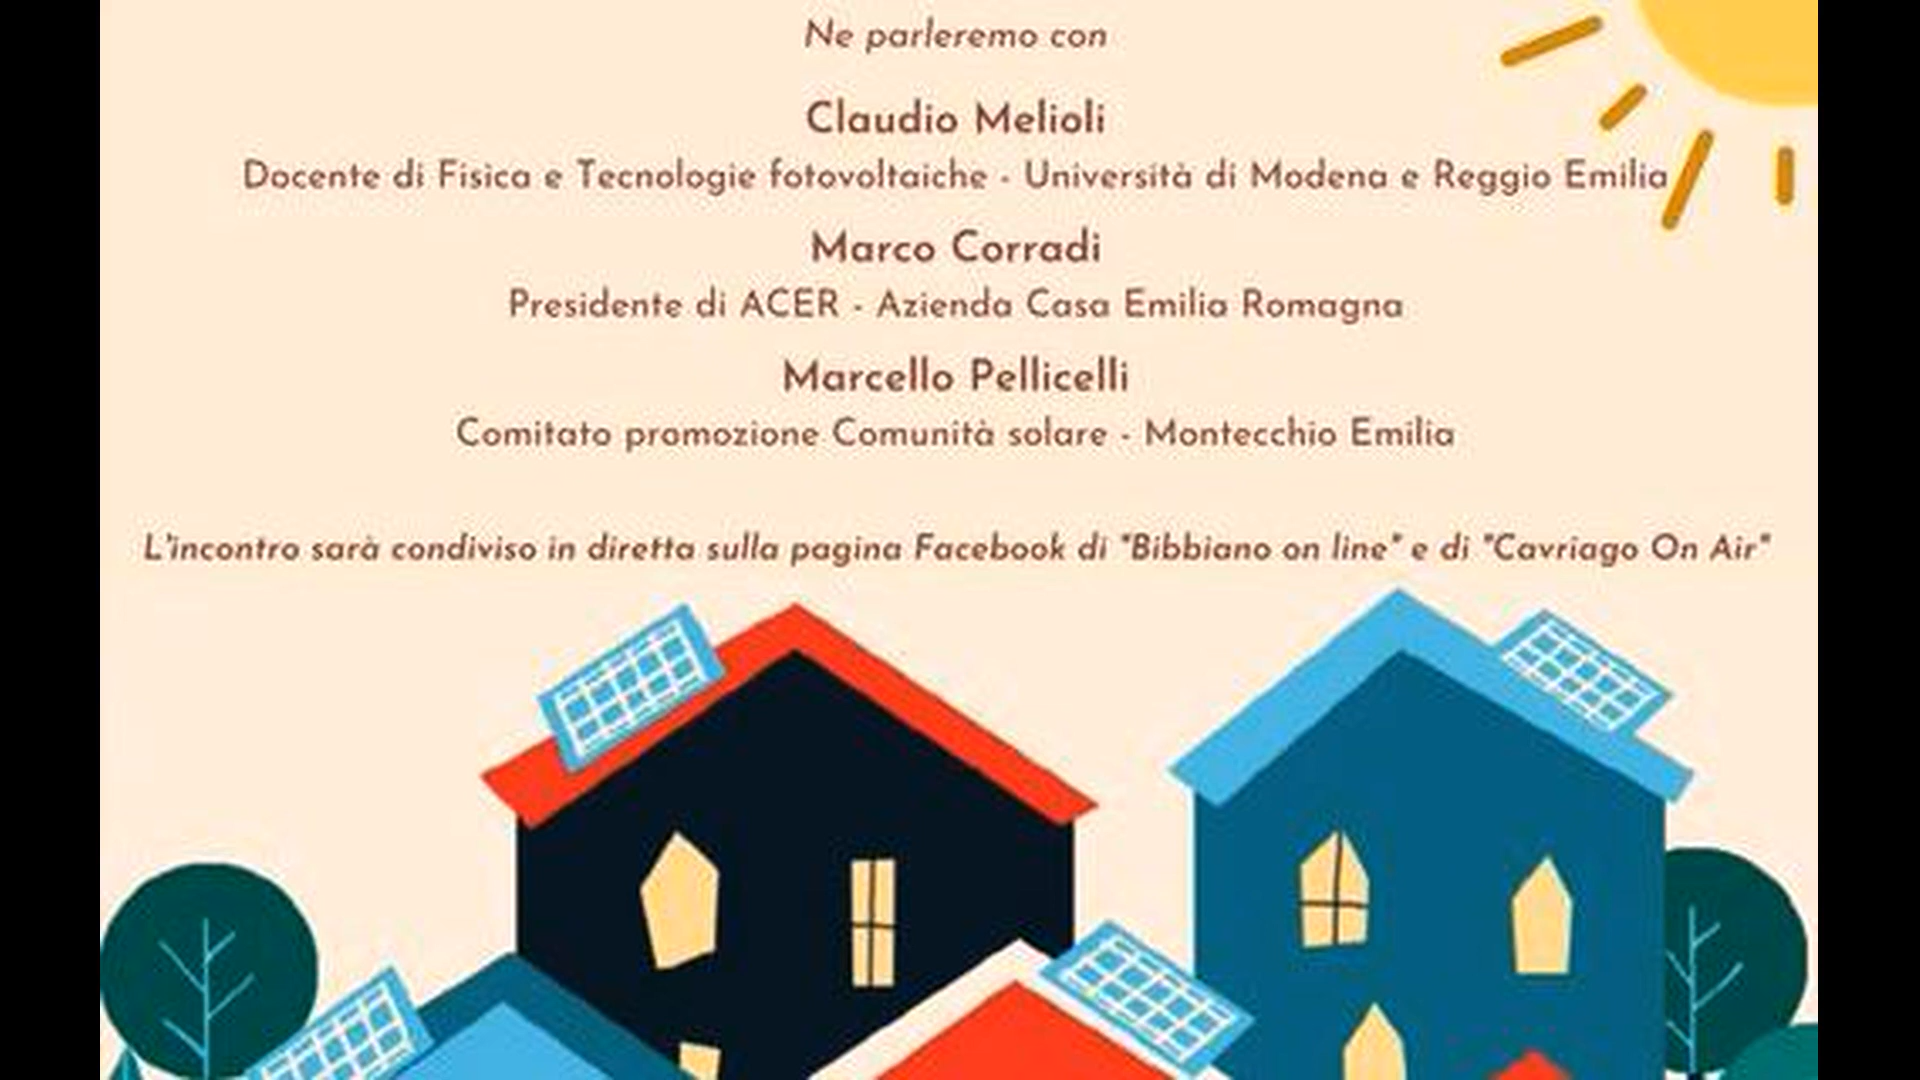 Ne parleremo con
Claudio Melioli
Docente di Fisica e Tecnologie fotovoltaiche - Università di Modena e Reggio Emilia
Marco Corradi
Presidente di ACER - Azienda Casa Emilia Romagna
Marcello Pellicelli
Comitato promozione Comunità solare - Montecchio Emilia
L'incontro sarà condiviso in diretta sulla pagina Facebook di "Bibbiano on line" e di "Cavriago On Air"